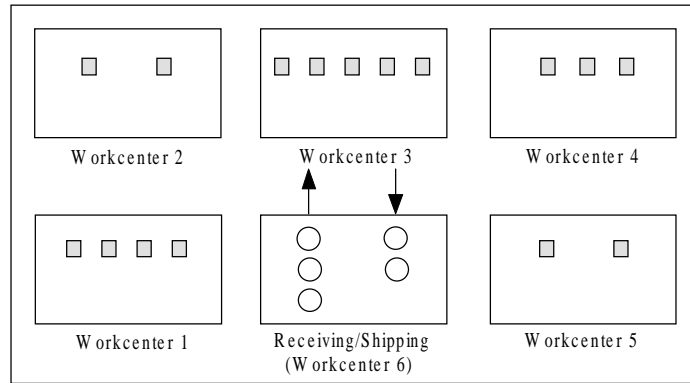 Workcenter 2
Workcenter 3
Workcenter 4
Workcenter 1
Receiving/Shipping
(Workcenter 6)
Workcenter 5